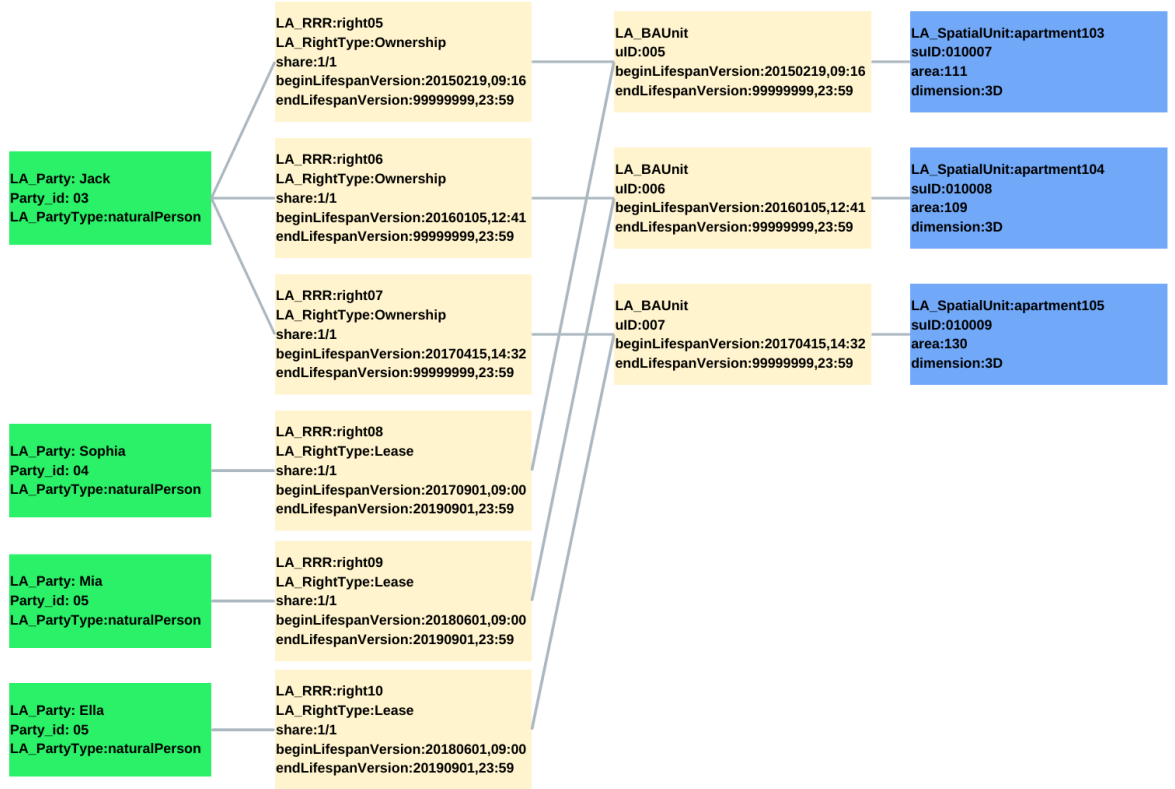 LA_Party: Jack
Party_id: 03
LA_PartyType:naturalPerson
LA_Party: Sophia
Party_id: 04
LA_PartyType:naturalPerson
LA_Party: Mia
Party_id: 05
LA_PartyType:naturalPerson
LA_Party: Ella
Party_id: 05
LA_PartyType:naturalPerson
LA_RRR:right05
LA_RightType:Ownership
share:1/1
beginLifespanVersion:20150219,09:16
endLifespanVersion:99999999,23:59
LA_RRR:right06
LA_RightType:Ownership
share:1/1
beginLifespanVersion:20160105,12:41
endLifespanVersion:99999999,23:59
LA_RRR:right07
LA_RightType:Ownership
share:1/1
beginLifespanVersion:20170415,14:32
endLifespanVersion:99999999,23:59
LA_RRR:right08
LA_RightType:Lease
share:1/1
beginLifespanVersion:20170901,09:00
endLifespanVersion:20190901,23:59
LA_RRR:right09
LA_RightType:Lease
share:1/1
beginLifespanVersion:20180601,09:00
endLifespanVersion:20190901,23:59
LA_RRR:right10
LA_RightType:Lease
share:1/1
beginLifespanVersion:20180601,09:00
endLifespanVersion:20190901,23:59
LA_BAUnit
uID:005
beginLifespanVersion:20150219,09:16
endLifespanVersion:99999999,23:59
LA_BAUnit
uID:006
beginLifespanVersion:20160105,12:41
endLifespanVersion:99999999,23:59
LA_BAUnit
uID:007
beginLifespanVersion:20170415,14:32
endLifespanVersion:99999999,23:59
LA_SpatialUnit:apartment103
suID:010007
area:111
dimension:3D
LA_SpatialUnit:apartment104
suID:010008
area:109
dimension:3D
LA_SpatialUnit:apartment105
suID:010009
area:130
dimension:3D